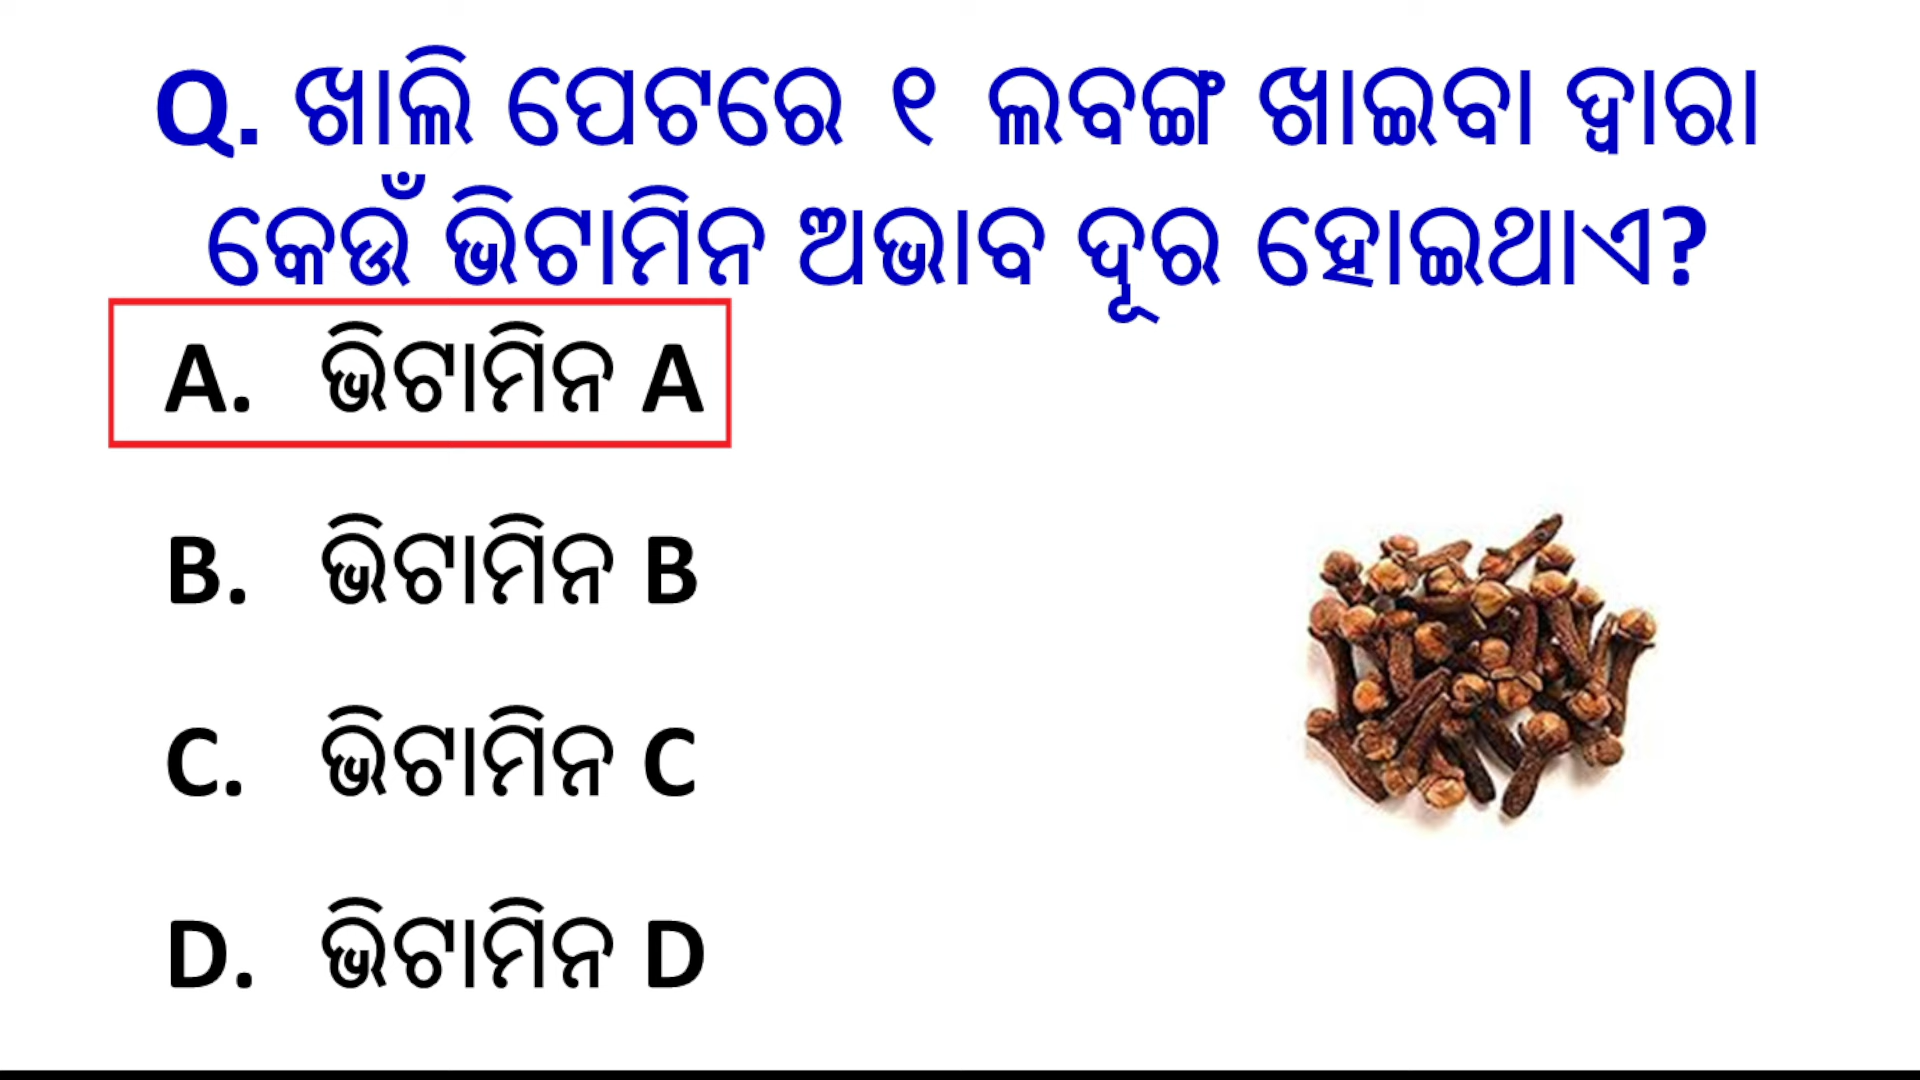 Q. ଖାଲି ପେଟରେ ୧ ଲବଙ୍ଗ ଖାଇବା ଦ୍ୱାରା
କେଉଁ ଭିଟାମିନ ଅଭାବ ଦୂର ହୋଇଥାଏ?
A. ଭିଟାମିନ A
B. ଭିଟାମିନ B
C. ଭିଟାମିନ C
D. ଭିଟାମିନ D